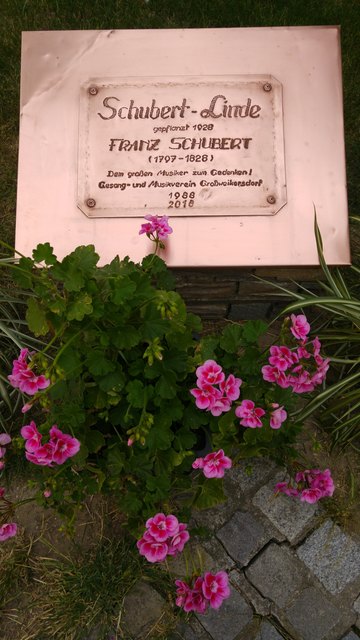 Schubert-Linde
gepflanzt 1928
FRANZ SCHUBERT
(1797-1828)
Dem großen Musiker zum Gedenken!
Gesang- und Musikverein Großweikersdorf
1988
2018